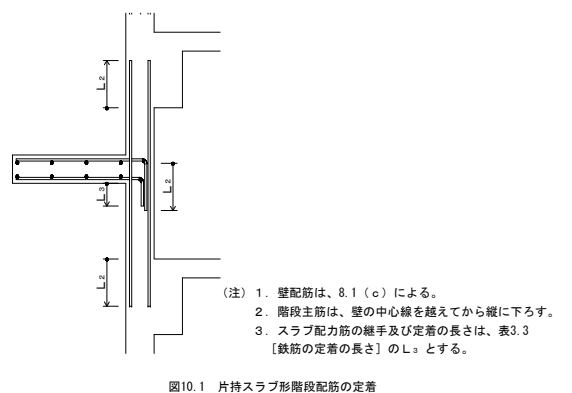 L2
L2
L3
L2
(注) 1. 壁配筋は、8.1(c)による。
2. 階段主筋は、壁の中心線を越えてから縦に下ろす。
3. スラブ配力筋の継手及び定着の長さは、表3.3
[鉄筋の定着の長さ] のL3 とする。
図10.1 片持スラブ形階段配筋の定着